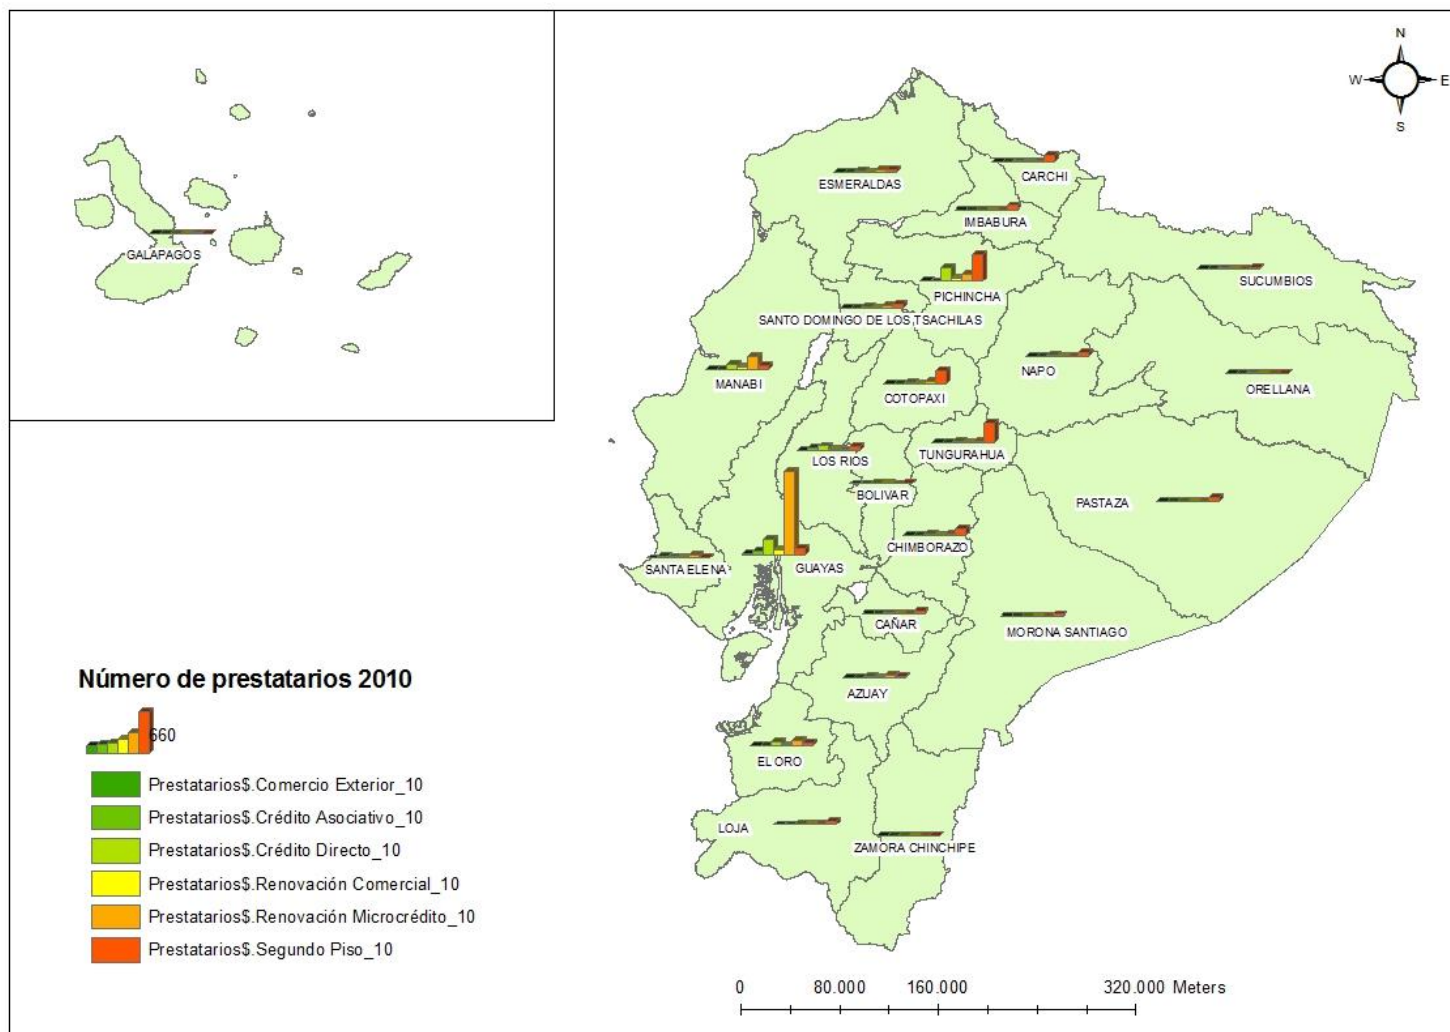 N
W
E
S
ESMERALDAS
CARCHI
IMBABURA
GALAPAGOS
SUCUMBIOS
PICHINCHA
SANTO DOMINGO DE LOS TSACHILAS
MANABI
COTOPAXI
NAPO
ORELLANA
LOS RIOS
TUNGURAHUA
BOLIVAR
PASTAZA
CHIMBORAZO
SANTA ELENA
GUAYAS
CAÑAR
MORONA SANTIAGO
AZUAY
EL ORO
LOJA
ZAMORA CHINCHIPE
Número de prestatarios 2010
660
Prestatarios$.Comercio Exterior_10
Prestatarios$.Crédito Asociativo_10
Prestatarios$.Crédito Directo_10
Prestatarios$.Renovación Comercial_10
Prestatarios$.Renovación Microcrédito_10
Prestatarios$.Segundo Piso_10
0 80.000 160.000 320.000 Meters